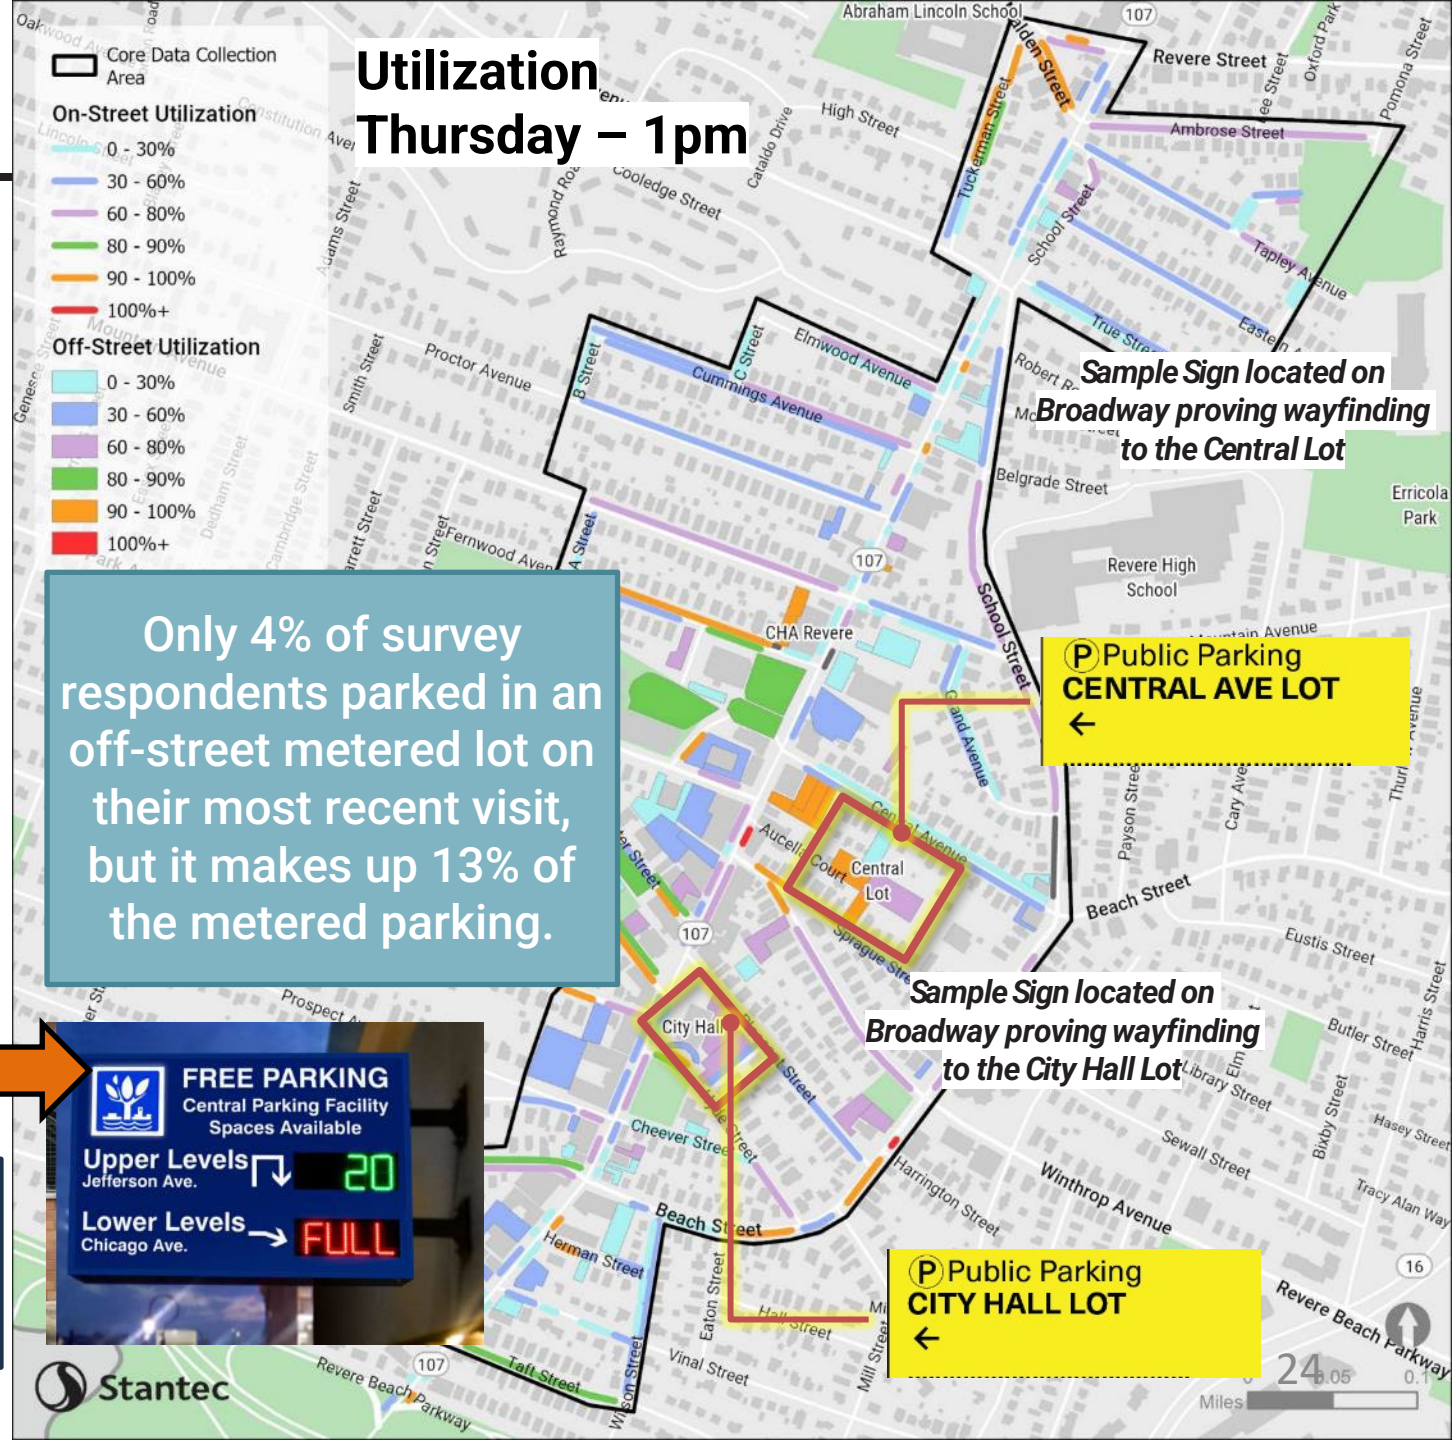 Utilization
Thursday – 1pm
Core Data Collection
Area
On-Street Utilization
0 - 30%
30 - 60%
60 - 80%
80 - 90%
90 - 100%
100%+
Off-Street Utilization
0 - 30%
30 - 60%
60 - 80%
80 - 90%
90 - 100%
100%+
Abraham Lincoln School
107
Revere Street
Oxford Park
Pomona Street
High Street
Ambrose Street
Tuckerman Street
Cataldo Drive
Cooledge Street
Adams Street
School Street
Tapley Avenue
Mountain Avenue
Smith Street
Proctor Avenue
B Street
C Street
Elmwood Avenue
Cummings Avenue
Sample Sign located on
Broadway proving wayfinding
to the Central Lot
Belgrade Street
Erricola
Park
Dedham Street
Cambridge Street
A Street
107
Revere High
School
School Street
CHA Revere
Mountain Avenue
Only 4% of survey
respondents parked in an
off-street metered lot on
their most recent visit,
but it makes up 13% of
the metered parking.
P Public Parking
CENTRAL AVE LOT
←
Central Avenue
Aucella Court
Central
Lot
Payson Street
Beach Street
Eustis Street
107
Harris Street
Sample Sign located on
Broadway proving wayfinding
to the City Hall Lot
City Hall
Butler Street
Library Street
Bixby Street
Hasey Street
Sewall Street
Tracy Alan Way
FREE PARKING
Central Parking Facility
Spaces Available
Upper Levels
Jefferson Ave.
20
Lower Levels
Chicago Ave.
FULL
Harrington Street
Winthrop Avenue
Beach Street
Herman Street
Eaton Street
Hall Street
Vinal Street
Mill Street
P Public Parking
CITY HALL LOT
←
16
Revere Beach Parkway
Stantec
Revere Beach Parkway
107
Taft Street
Wilson Street
24
Miles